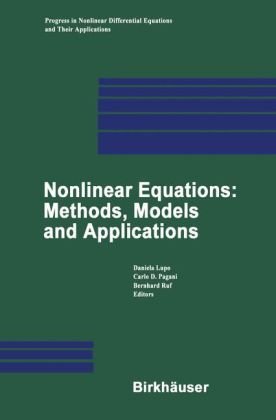 Progress in Nonlinear Differential Equations
and Their Applications
Nonlinear Equations:
Methods, Models
and Applications
Daniela Lupo
Carlo D. Pagani
Bernhard Ruf
Editors
Birkhäuser